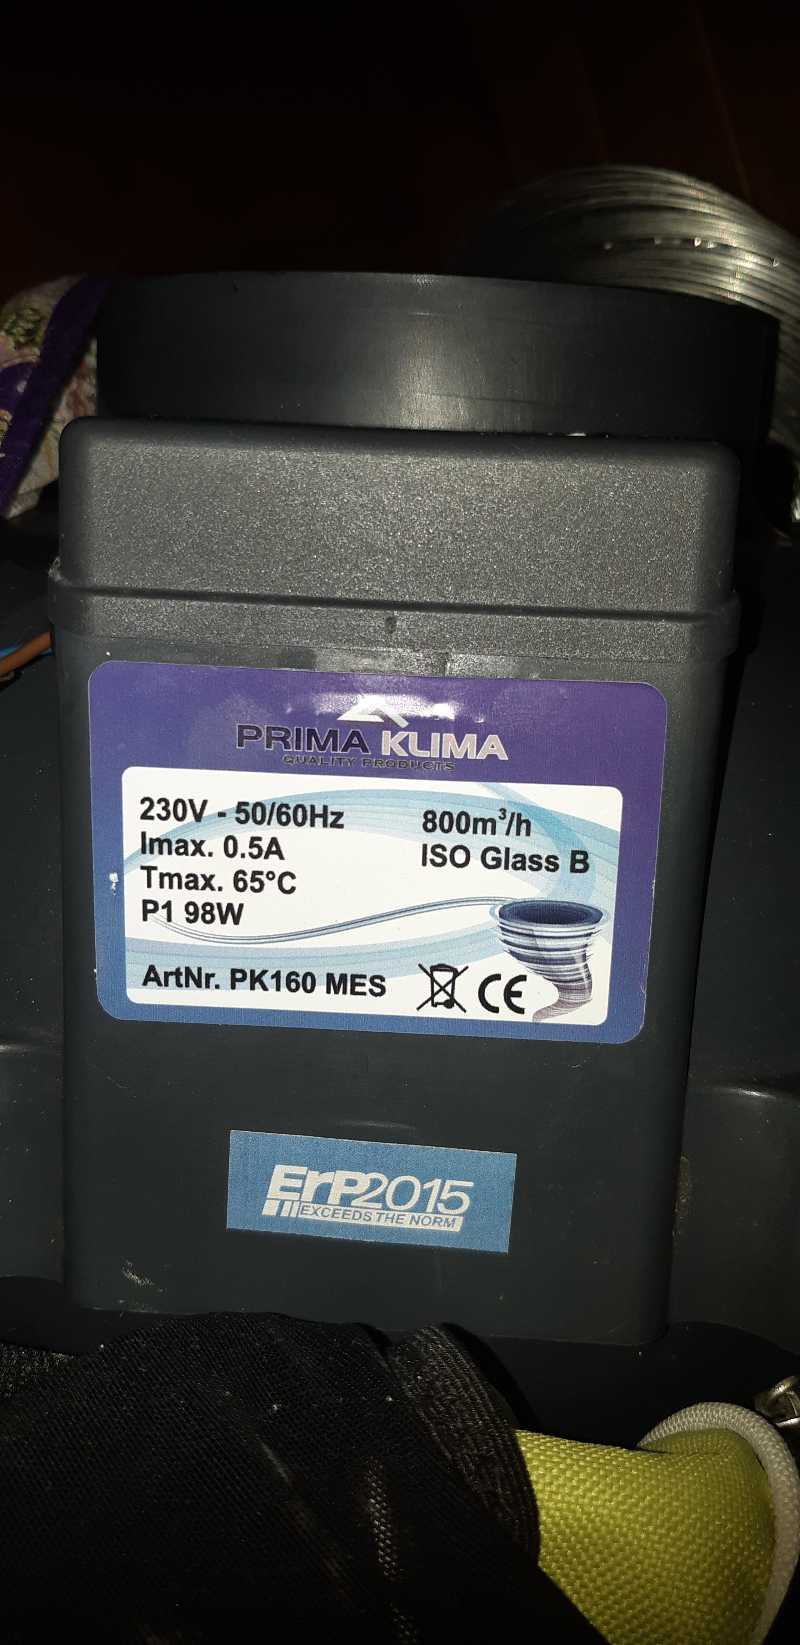 PRIMA KLIMA
QUALITY PRODUCTS
230V - 50/60Hz
Imax. 0.5A
Tmax. 65°C
P1 98W
800m³/h
ISO Glass B
ArtNr. PK160 MES
CE
ErP2015
EXCEEDS THE NORM